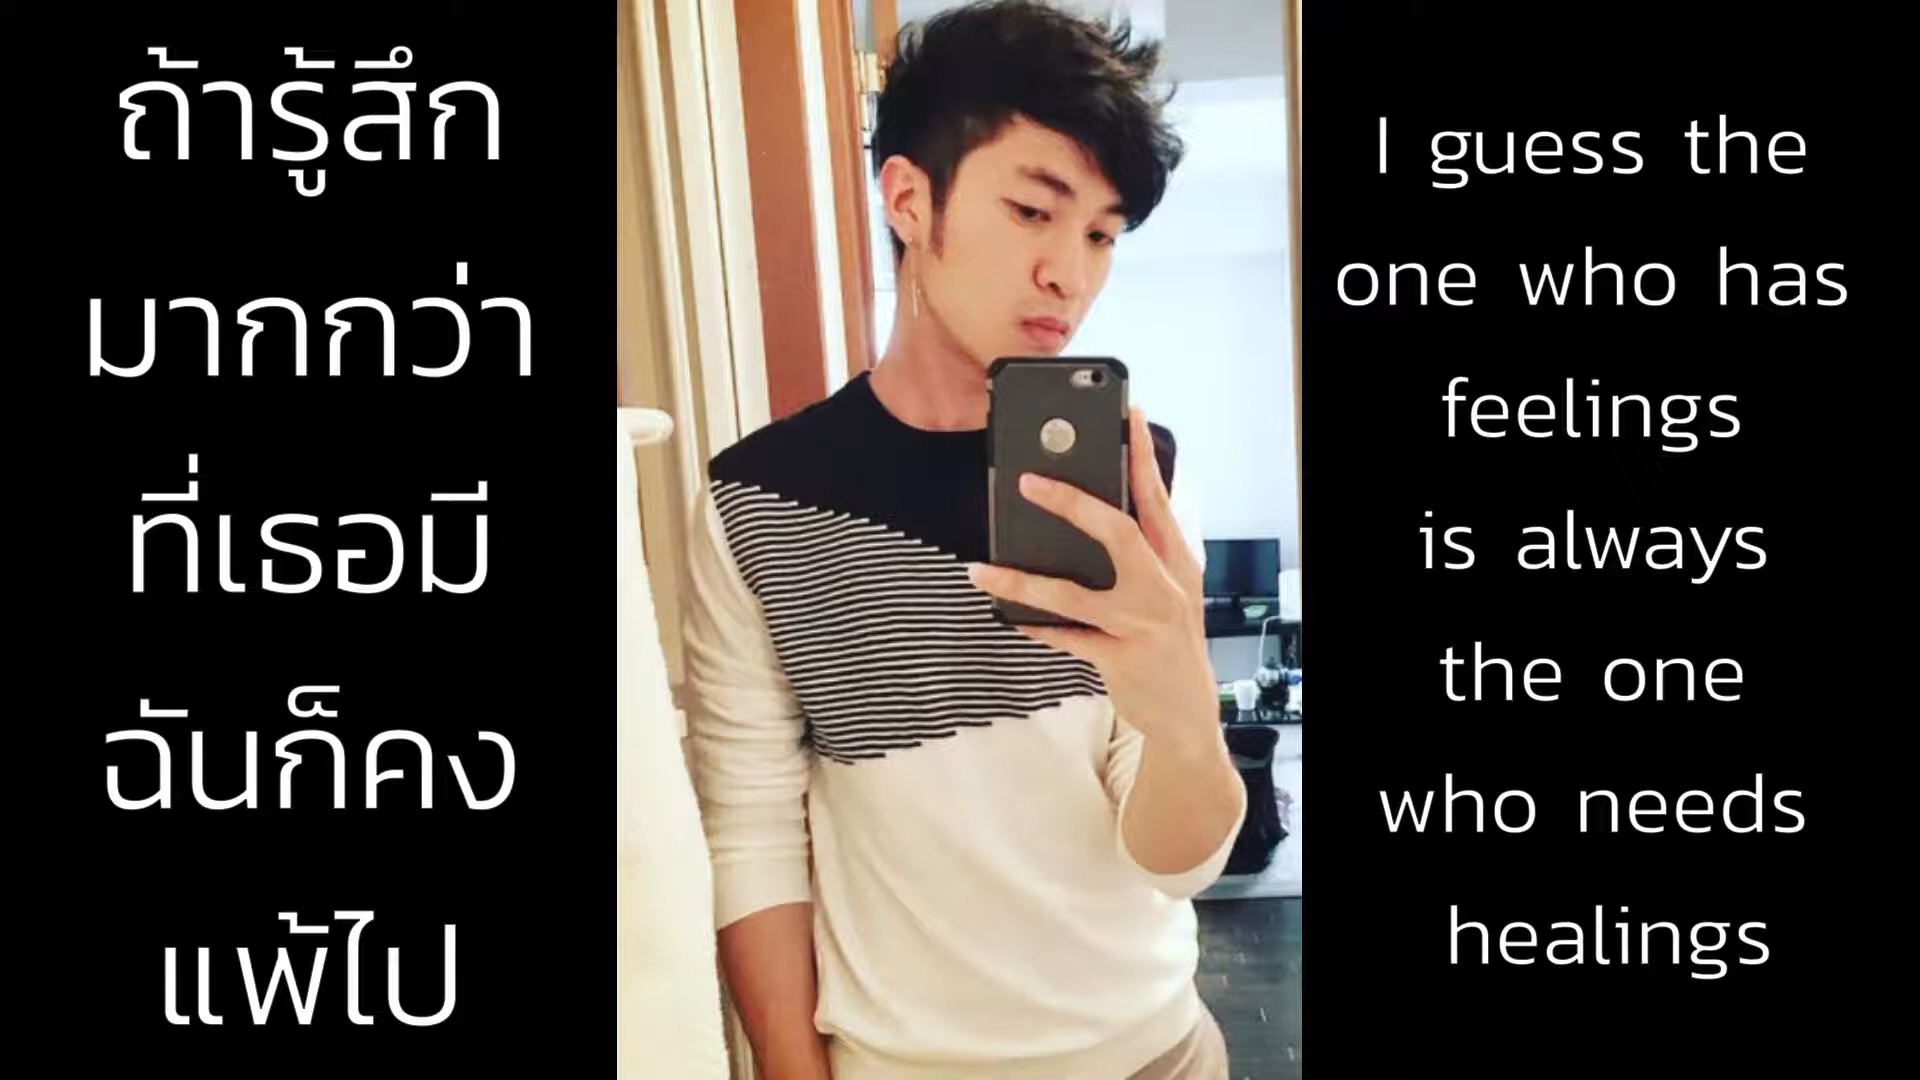 ถ้ารู้สึก
มากกว่า
ที่เธอมี
ฉันก็คง
แพ้ไป
I guess the
one who has
feelings
is always
the one
who needs
healings